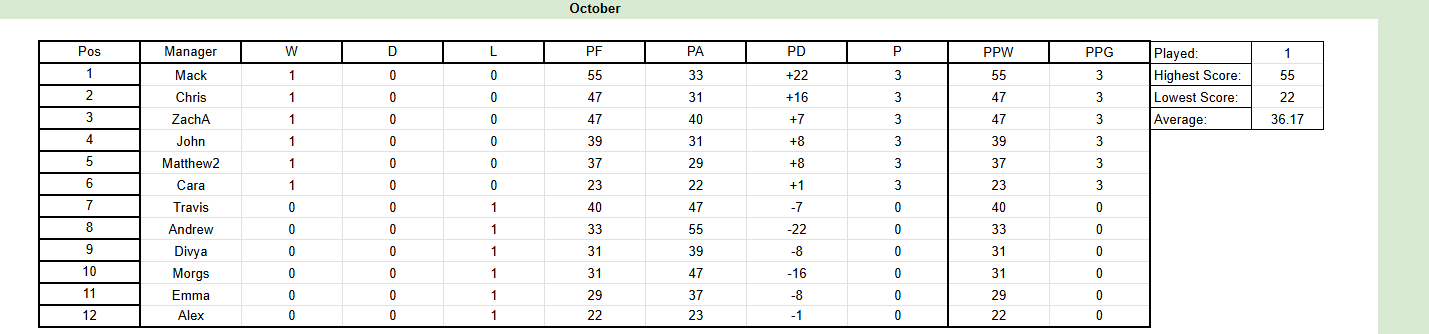 October
Pos Manager W D L PF PA PD P PPW PPG Played: 1
1 Mack 1 0 0 55 33 +22 3 55 3 Highest Score: 55
2 Chris 1 0 0 47 31 +16 3 47 3 Lowest Score: 22
3 ZachA 1 0 0 47 40 +7 3 47 3 Average: 36.17
4 John 1 0 0 39 31 +8 3 39 3
5 Matthew2 1 0 0 37 29 +8 3 37 3
6 Cara 1 0 0 23 22 +1 3 23 3
7 Travis 0 0 1 40 47 -7 0 40 0
8 Andrew 0 0 1 33 55 -22 0 33 0
9 Divya 0 0 1 31 39 -8 0 31 0
10 Morgs 0 0 1 31 47 -16 0 31 0
11 Emma 0 0 1 29 37 -8 0 29 0
12 Alex 0 0 1 22 23 -1 0 22 0